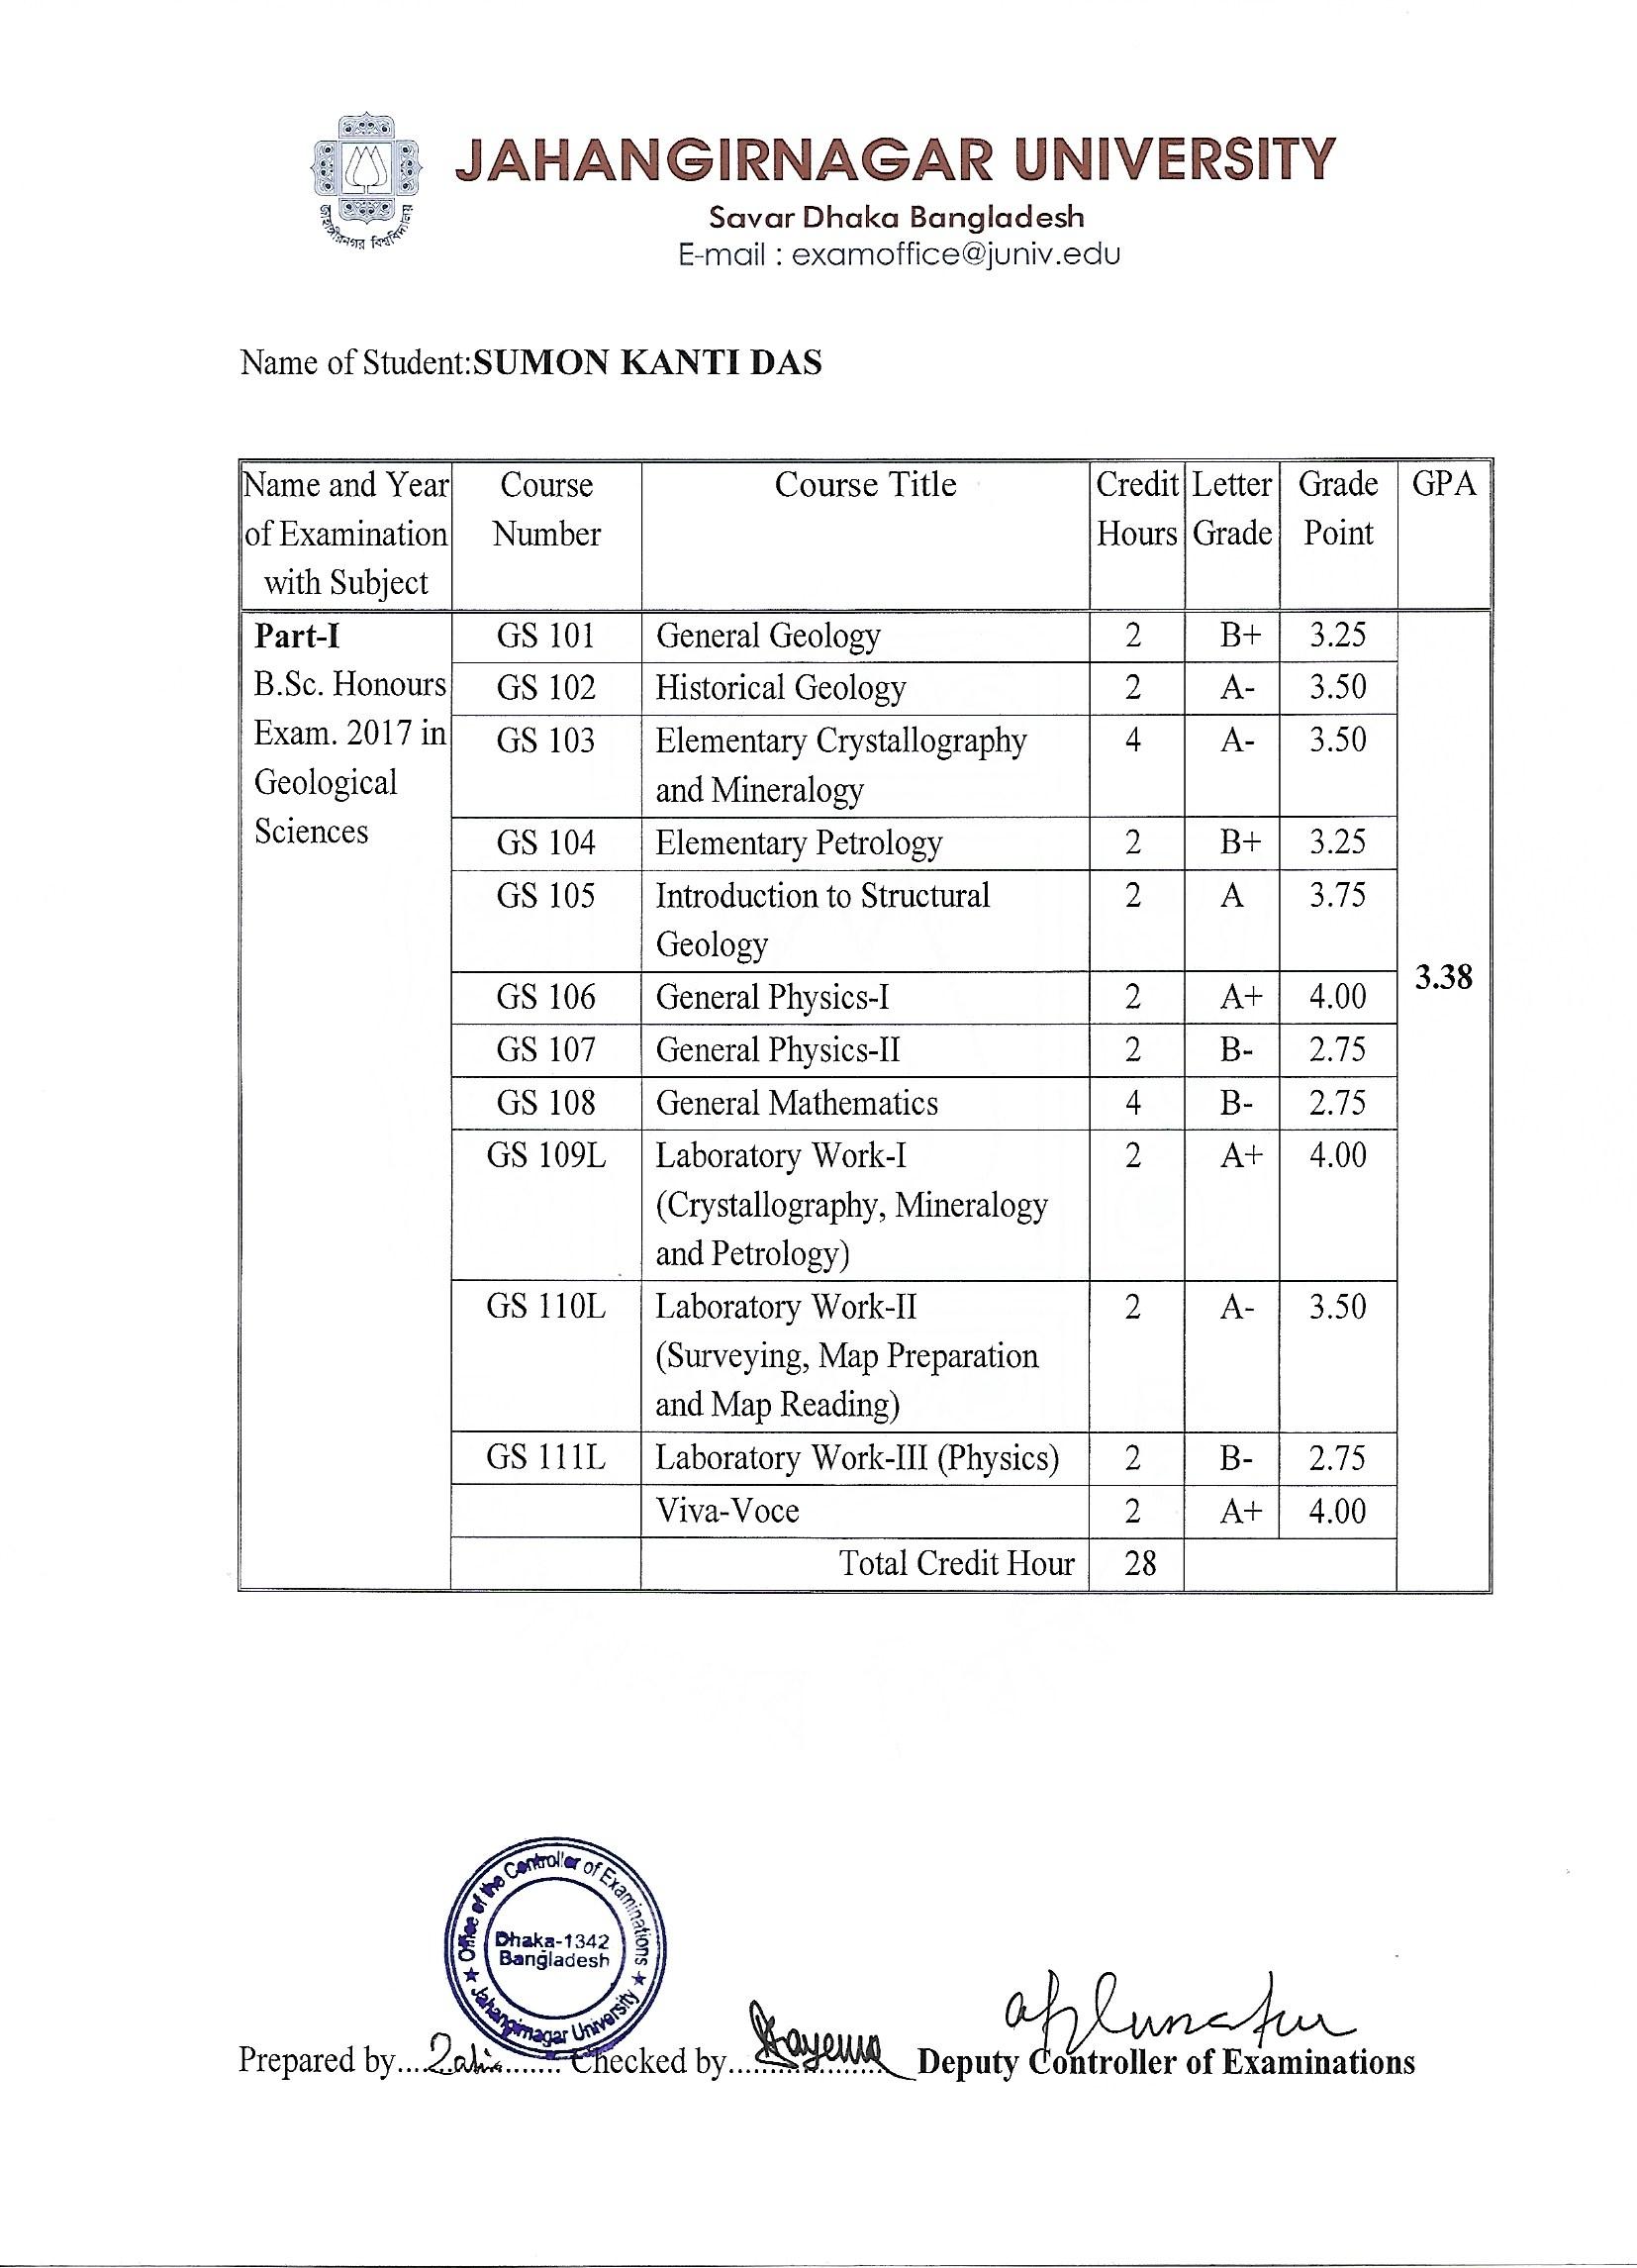 জাহাঙ্গীরনগর বিশ্ববিদ্যালয়
JAHANGIRNAGAR UNIVERSITY
Savar Dhaka Bangladesh
E-mail : examoffice@juniv.edu
Name of Student:SUMON KANTI DAS
Name and Year of Examination with Subject Course Number Course Title Credit Hours Letter Grade Grade Point GPA
Part-I
B.Sc. Honours
Exam. 2017 in
Geological
Sciences
GS 101 General Geology 2 B+ 3.25
GS 102 Historical Geology 2 A- 3.50
GS 103 Elementary Crystallography 4 A- 3.50
and Mineralogy
GS 104 Elementary Petrology 2 B+ 3.25
GS 105 Introduction to Structural 2 A 3.75
Geology
GS 106 General Physics-I 2 A+ 4.00
GS 107 General Physics-II 2 B- 2.75
GS 108 General Mathematics 4 B- 2.75
GS 109L Laboratory Work-I 2 A+ 4.00
(Crystallography, Mineralogy
and Petrology)
GS 110L Laboratory Work-II 2 A- 3.50
(Surveying, Map Preparation
and Map Reading)
GS 111L Laboratory Work-III (Physics) 2 B- 2.75
Viva-Voce 2 A+ 4.00
Total Credit Hour 28
3.38
Office of the Controller of Examinations
Dhaka-1342
Bangladesh
★ Jahangirnagar University ★
Prepared by.................. Checked by.................. Deputy Controller of Examinations